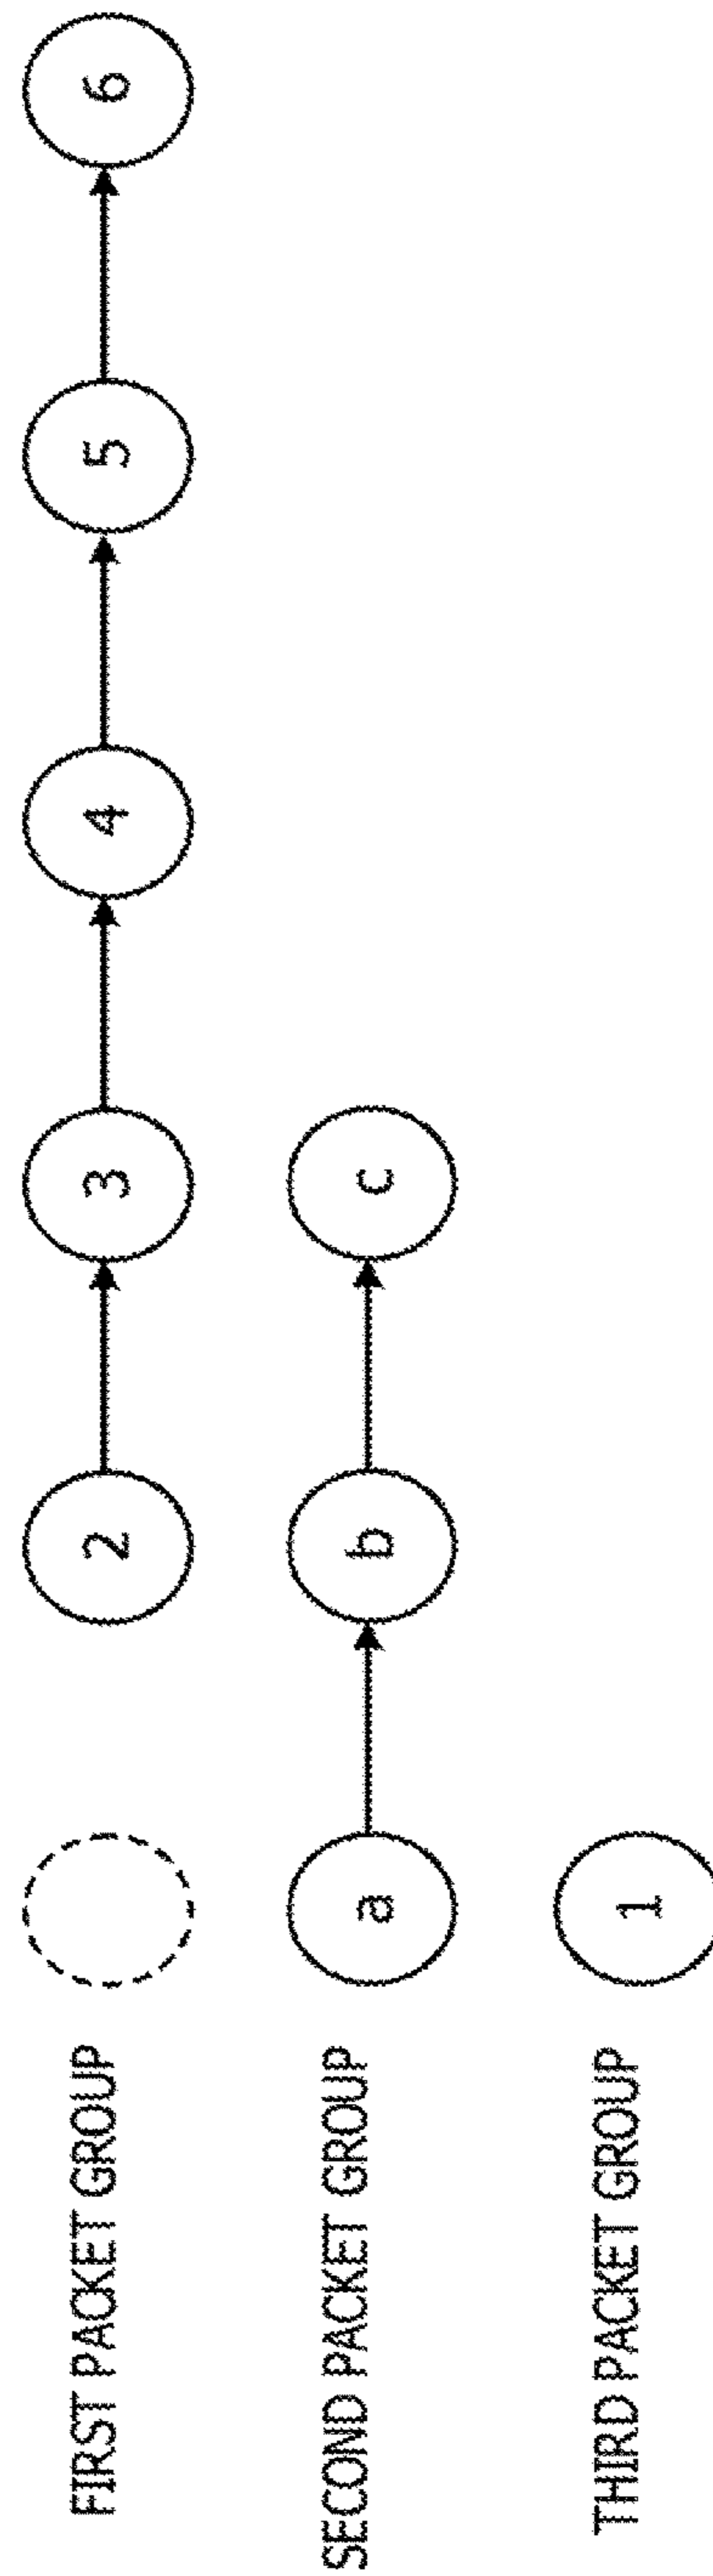 FIRST PACKET GROUP
2 3 4 5 6
SECOND PACKET GROUP
a b c
THIRD PACKET GROUP
1